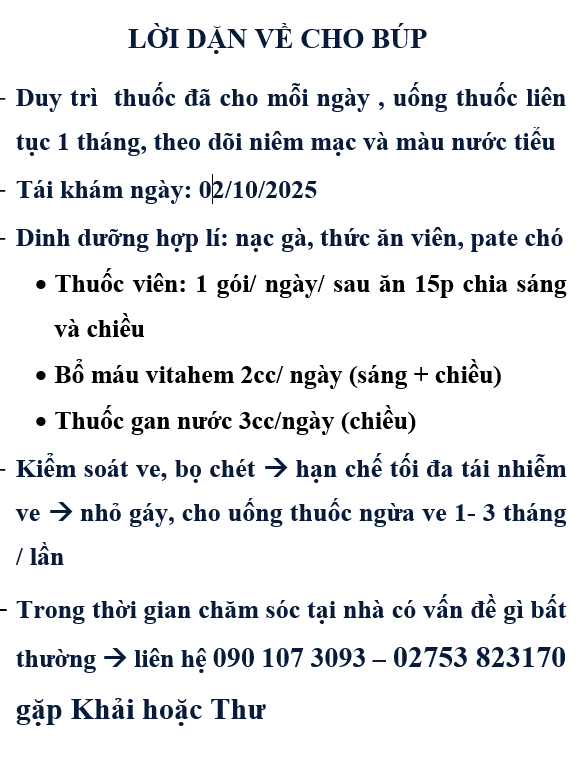 LỜI DẶN VỀ CHO BÚP
- Duy trì thuốc đã cho mỗi ngày , uống thuốc liên
tục 1 tháng, theo dõi niêm mạc và màu nước tiểu
- Tái khám ngày: 02/10/2025
- Dinh dưỡng hợp lí: nạc gà, thức ăn viên, pate chó
• Thuốc viên: 1 gói/ ngày/ sau ăn 15p chia sáng
và chiều
• Bổ máu vitahem 2cc/ ngày (sáng + chiều)
• Thuốc gan nước 3cc/ngày (chiều)
- Kiểm soát ve, bọ chét → hạn chế tối đa tái nhiễm
ve → nhỏ gáy, cho uống thuốc ngừa ve 1- 3 tháng
/ lần
- Trong thời gian chăm sóc tại nhà có vấn đề gì bất
thường → liên hệ 090 107 3093 – 02753 823170
gặp Khải hoặc Thư